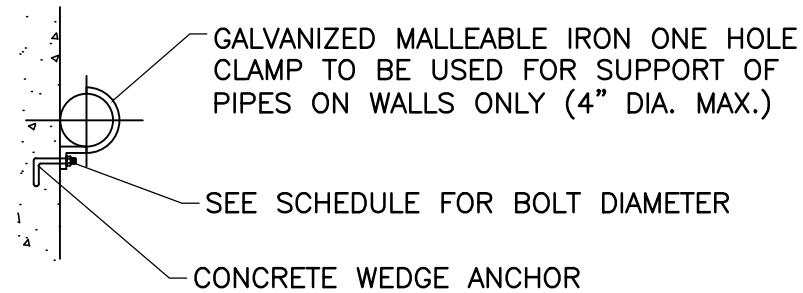 GALVANIZED MALLEABLE IRON ONE HOLE
CLAMP TO BE USED FOR SUPPORT OF
PIPES ON WALLS ONLY (4" DIA. MAX.)
SEE SCHEDULE FOR BOLT DIAMETER
CONCRETE WEDGE ANCHOR